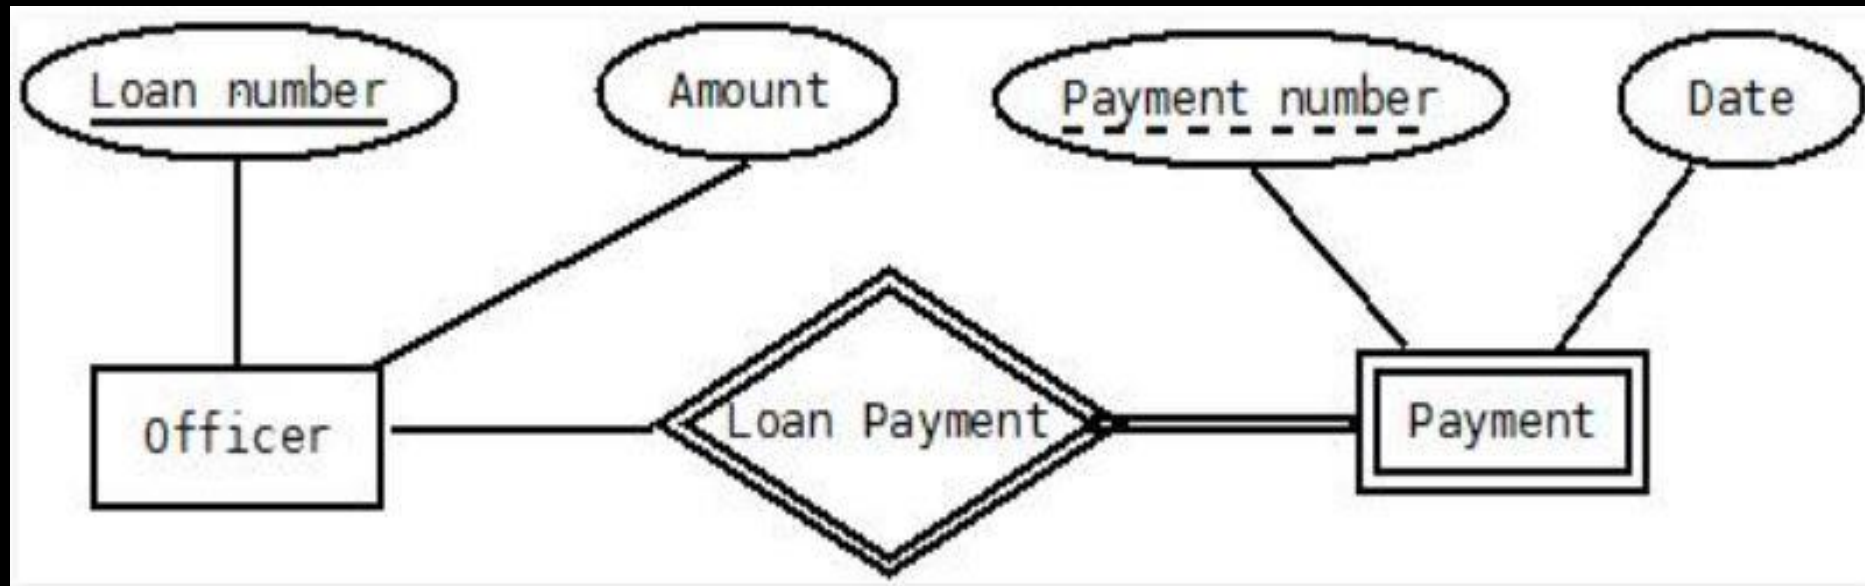 Loan number
Amount
Payment number
Date
Officer
Loan Payment
Payment